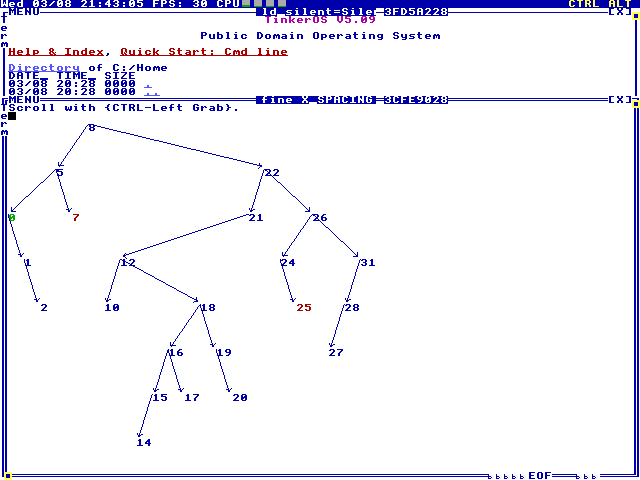 Wed 03/08 21:43:05 FPS: 30 CPU CTRL ALT
MENU ld silent=Silen 3FD5A228 [X]
TinkerOS V5.09
Public Domain Operating System
Help & Index, Quick Start: Cmd line
Directory of C:/Home
DATE_ TIME_ SIZE
03/08 20:28 0000 .
03/08 20:28 0000 ..
MENU fine X_SPACING 3CFE9028 [X]
Scroll with {CTRL-Left Grab}.
8
5 22
0 7 21 26
1 12 24 31
2 10 18 25 28
16 19 27
15 17 20
14
EOF